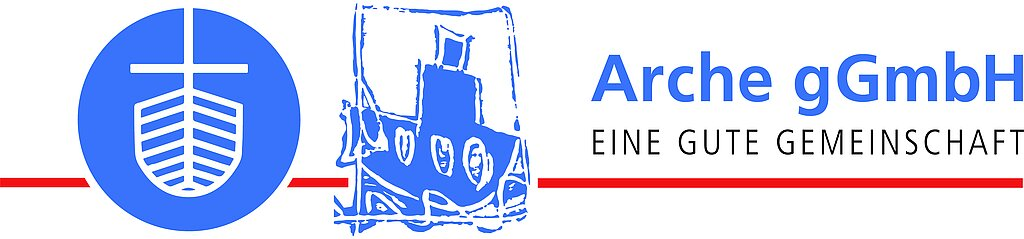 Arche gGmbH
EINE GUTE GEMEINSCHAFT